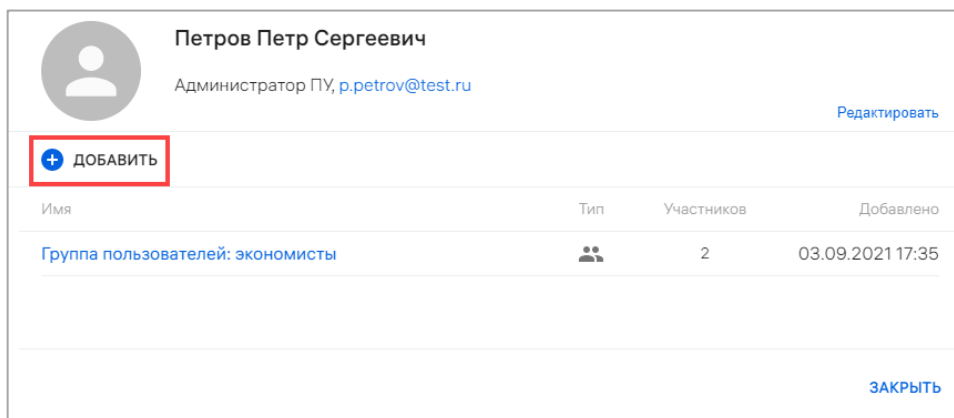 Петров Петр Сергеевич
Администратор ПУ, p.petrov@test.ru
Редактировать
ДОБАВИТЬ
Имя Тип Участников Добавлено
Группа пользователей: экономисты 2 03.09.2021 17:35
ЗАКРЫТЬ